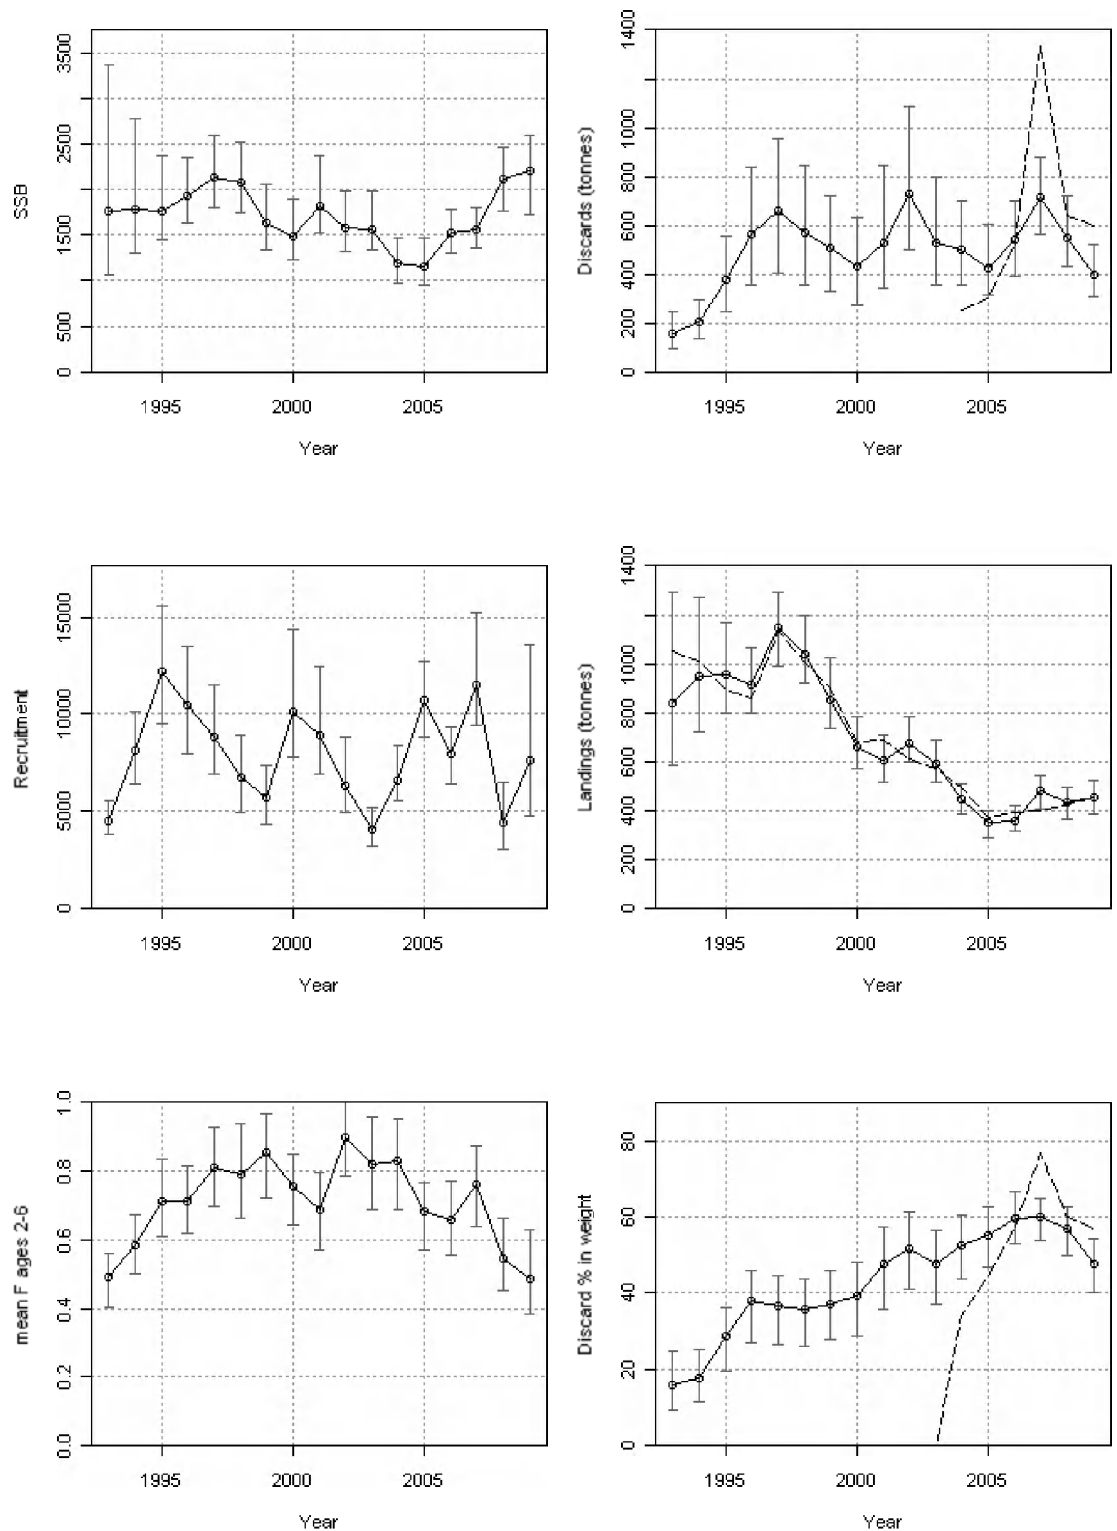 SSB
0 500 1500 2500 3500
1995 2000 2005
Year
Discards (tonnes)
0 200 400 600 800 1000 1400
1995 2000 2005
Year
Recruitment
0 5000 10000 15000
1995 2000 2005
Year
Landings (tonnes)
0 200 400 600 800 1000 1400
1995 2000 2005
Year
mean F ages 2-6
0.0 0.2 0.4 0.6 0.8 1.0
1995 2000 2005
Year
Discard % in weight
0 20 40 60 80
1995 2000 2005
Year